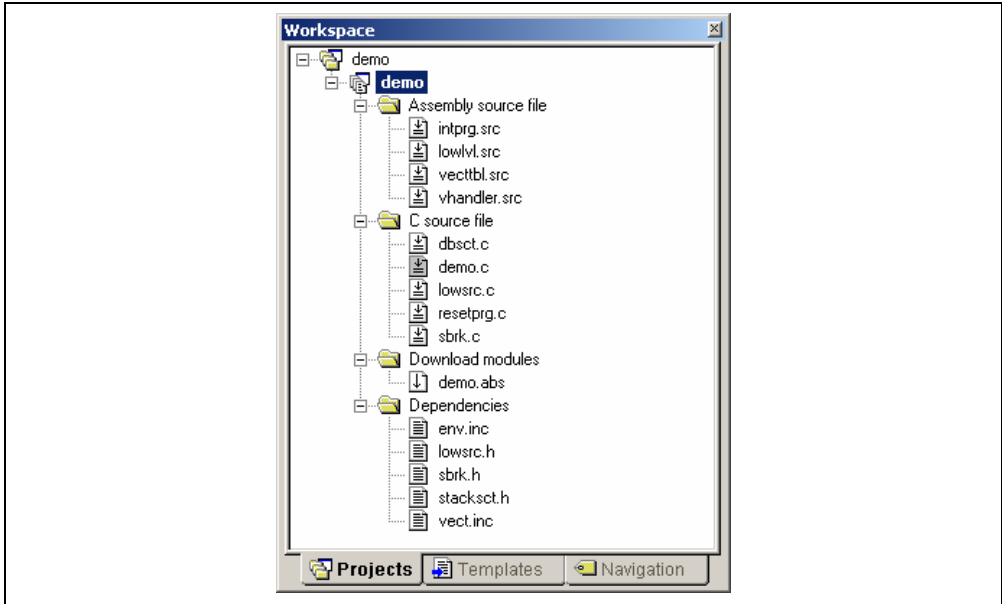 Workspace
demo
demo
Assembly source file
intprg.src
lowlvl.src
vecttbl.src
vhandler.src
C source file
dbsct.c
demo.c
lowsrc.c
resetprg.c
sbrk.c
Download modules
demo.abs
Dependencies
env.inc
lowsrc.h
sbrk.h
stacksct.h
vect.inc
Projects Templates Navigation